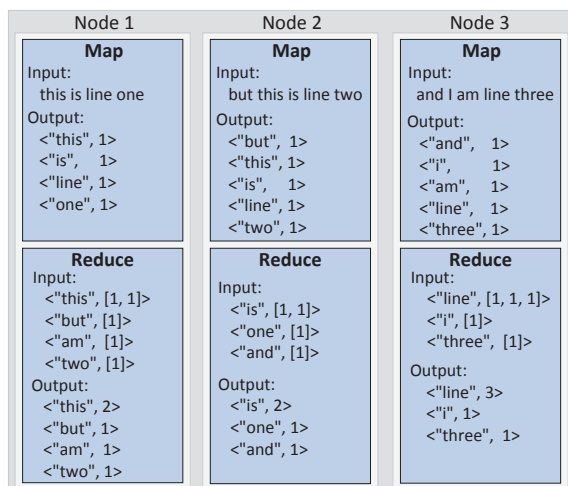 Node 1
Map
Input:
this is line one
Output:
<"this", 1>
<"is", 1>
<"line", 1>
<"one", 1>
Reduce
Input:
<"this", [1, 1]>
<"but", [1]>
<"am", [1]>
<"two", [1]>
Output:
<"this", 2>
<"but", 1>
<"am", 1>
<"two", 1>
Node 2
Map
Input:
but this is line two
Output:
<"but", 1>
<"this", 1>
<"is", 1>
<"line", 1>
<"two", 1>
Reduce
Input:
<"is", [1, 1]>
<"one", [1]>
<"and", [1]>
Output:
<"is", 2>
<"one", 1>
<"and", 1>
Node 3
Map
Input:
and I am line three
Output:
<"and", 1>
<"i", 1>
<"am", 1>
<"line", 1>
<"three", 1>
Reduce
Input:
<"line", [1, 1, 1]>
<"i", [1]>
<"three", [1]>
Output:
<"line", 3>
<"i", 1>
<"three", 1>